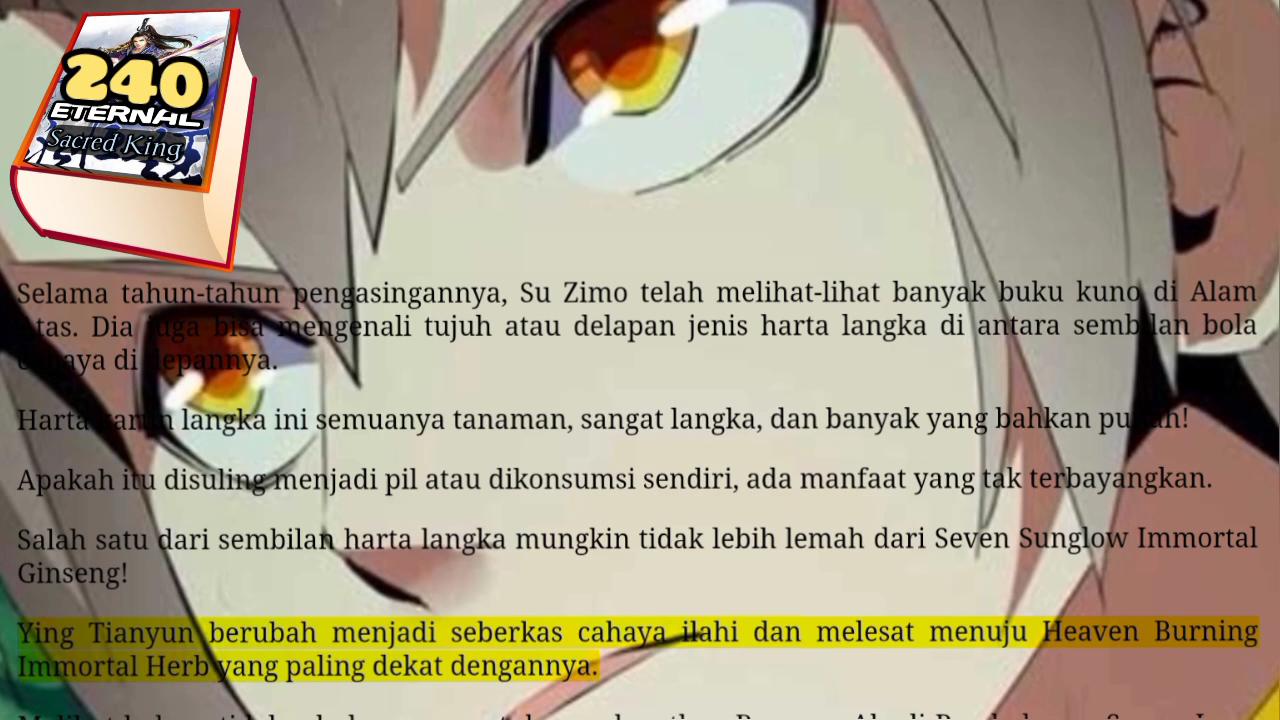 240
ETERNAL
Sacred King
Selama tahun-tahun pengasingannya, Su Zimo telah melihat-lihat banyak buku kuno di Alam
Atas. Dia juga bisa mengenali tujuh atau delapan jenis harta langka di antara sembilan bola
cahaya di depannya.
Harta karun langka ini semuanya tanaman, sangat langka, dan banyak yang bahkan punah!
Apakah itu disuling menjadi pil atau dikonsumsi sendiri, ada manfaat yang tak terbayangkan.
Salah satu dari sembilan harta langka mungkin tidak lebih lemah dari Seven Sunglow Immortal
Ginseng!
Ying Tianyun berubah menjadi seberkas cahaya ilahi dan melesat menuju Heaven Burning
Immortal Herb yang paling dekat dengannya.